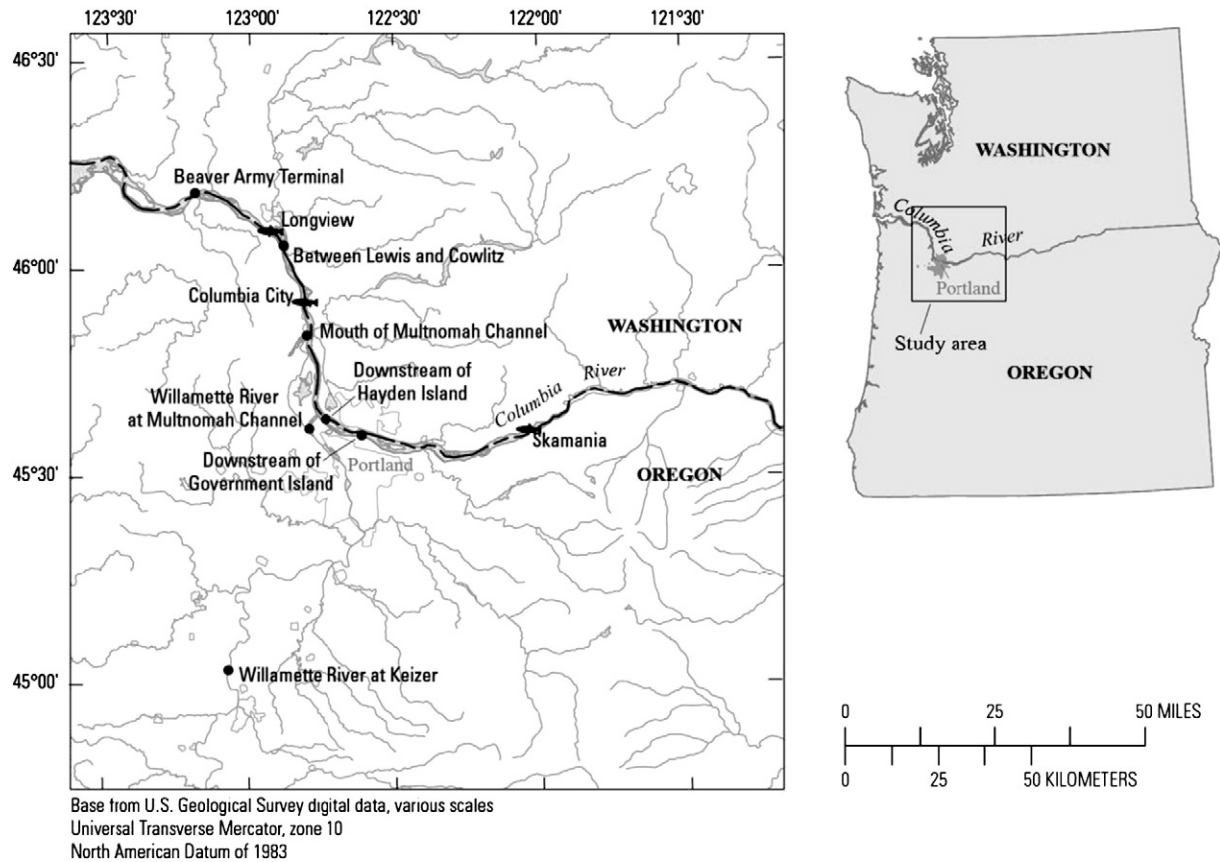 123°30' 123°00' 122°30' 122°00' 121°30'
46°30'
46°00'
45°30'
45°00'
Beaver Army Terminal
Longview
Between Lewis and Cowlitz
Columbia City
Mouth of Multnomah Channel
WASHINGTON
Downstream of
Hayden Island
Willamette River
at Multnomah Channel
Columbia River
Skamania
Downstream of
Government Island
Portland
OREGON
Willamette River at Keizer
Base from U.S. Geological Survey digital data, various scales
Universal Transverse Mercator, zone 10
North American Datum of 1983
WASHINGTON
Columbia River
Portland
Study area
OREGON
0 25 50 MILES
0 25 50 KILOMETERS